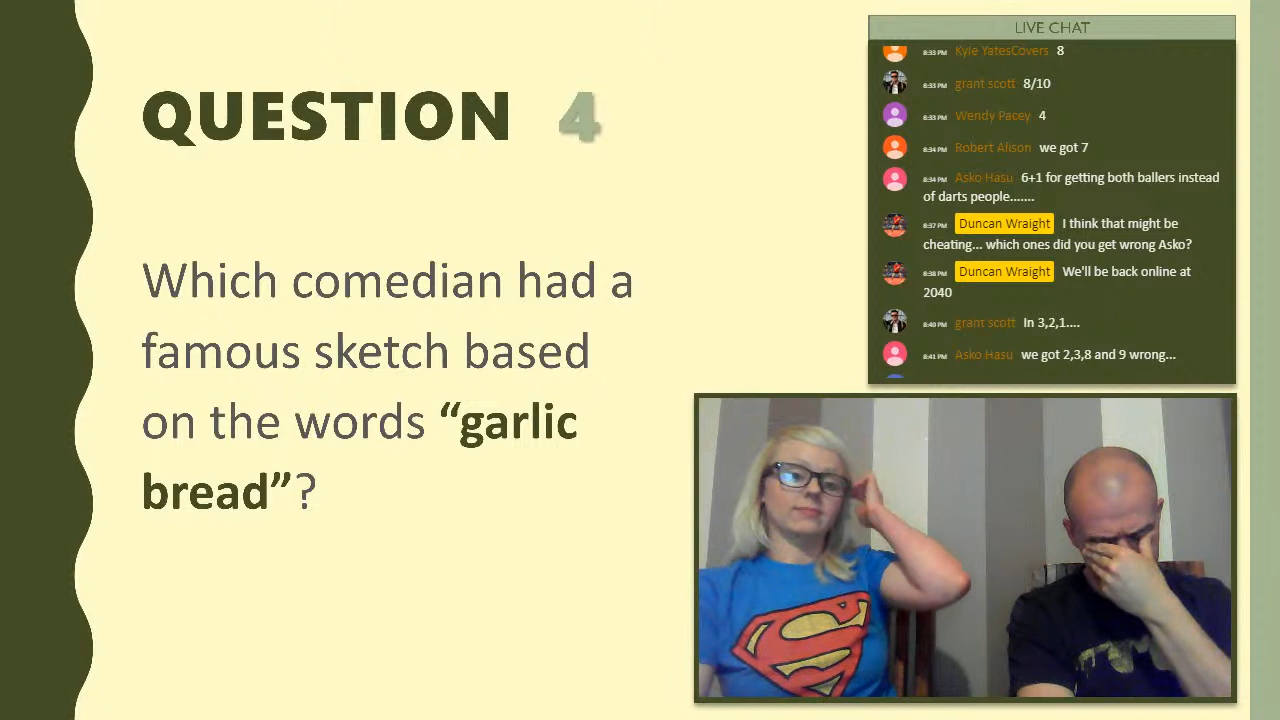 QUESTION 4
Which comedian had a
famous sketch based
on the words “garlic
bread”?
LIVE CHAT
8:33 PM Kyle YatesCovers 8
8:33 PM grant scott 8/10
8:33 PM Wendy Pacey 4
8:34 PM Robert Alison we got 7
8:34 PM Asko Hasu 6+1 for getting both ballers instead
of darts people.......
8:37 PM Duncan Wraight I think that might be
cheating... which ones did you get wrong Asko?
8:38 PM Duncan Wraight We'll be back online at
2040
8:40 PM grant scott In 3,2,1....
8:41 PM Asko Hasu we got 2,3,8 and 9 wrong...